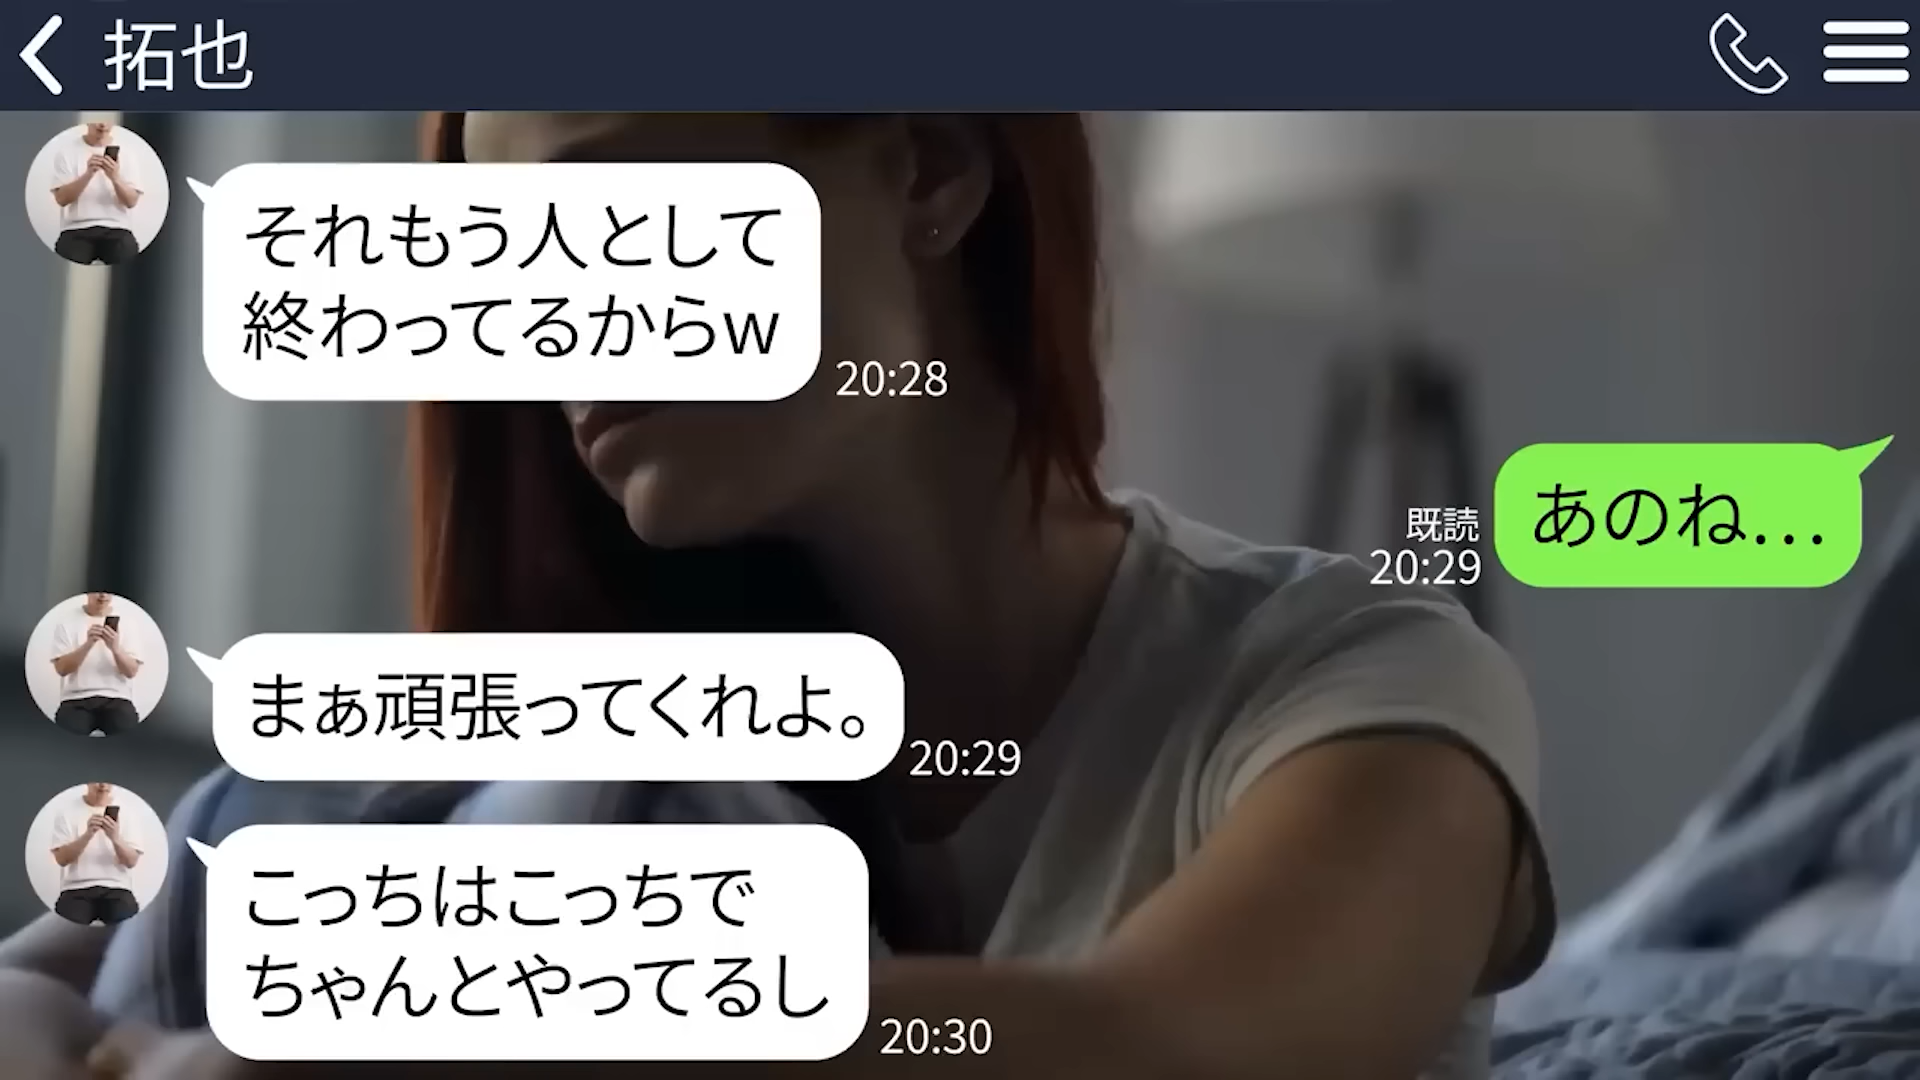 拓也
それもう人として
終わってるからw
20:28
あのね…
既読
20:29
まぁ頑張ってくれよ。
20:29
こっちはこっちで
ちゃんとやってるし
20:30